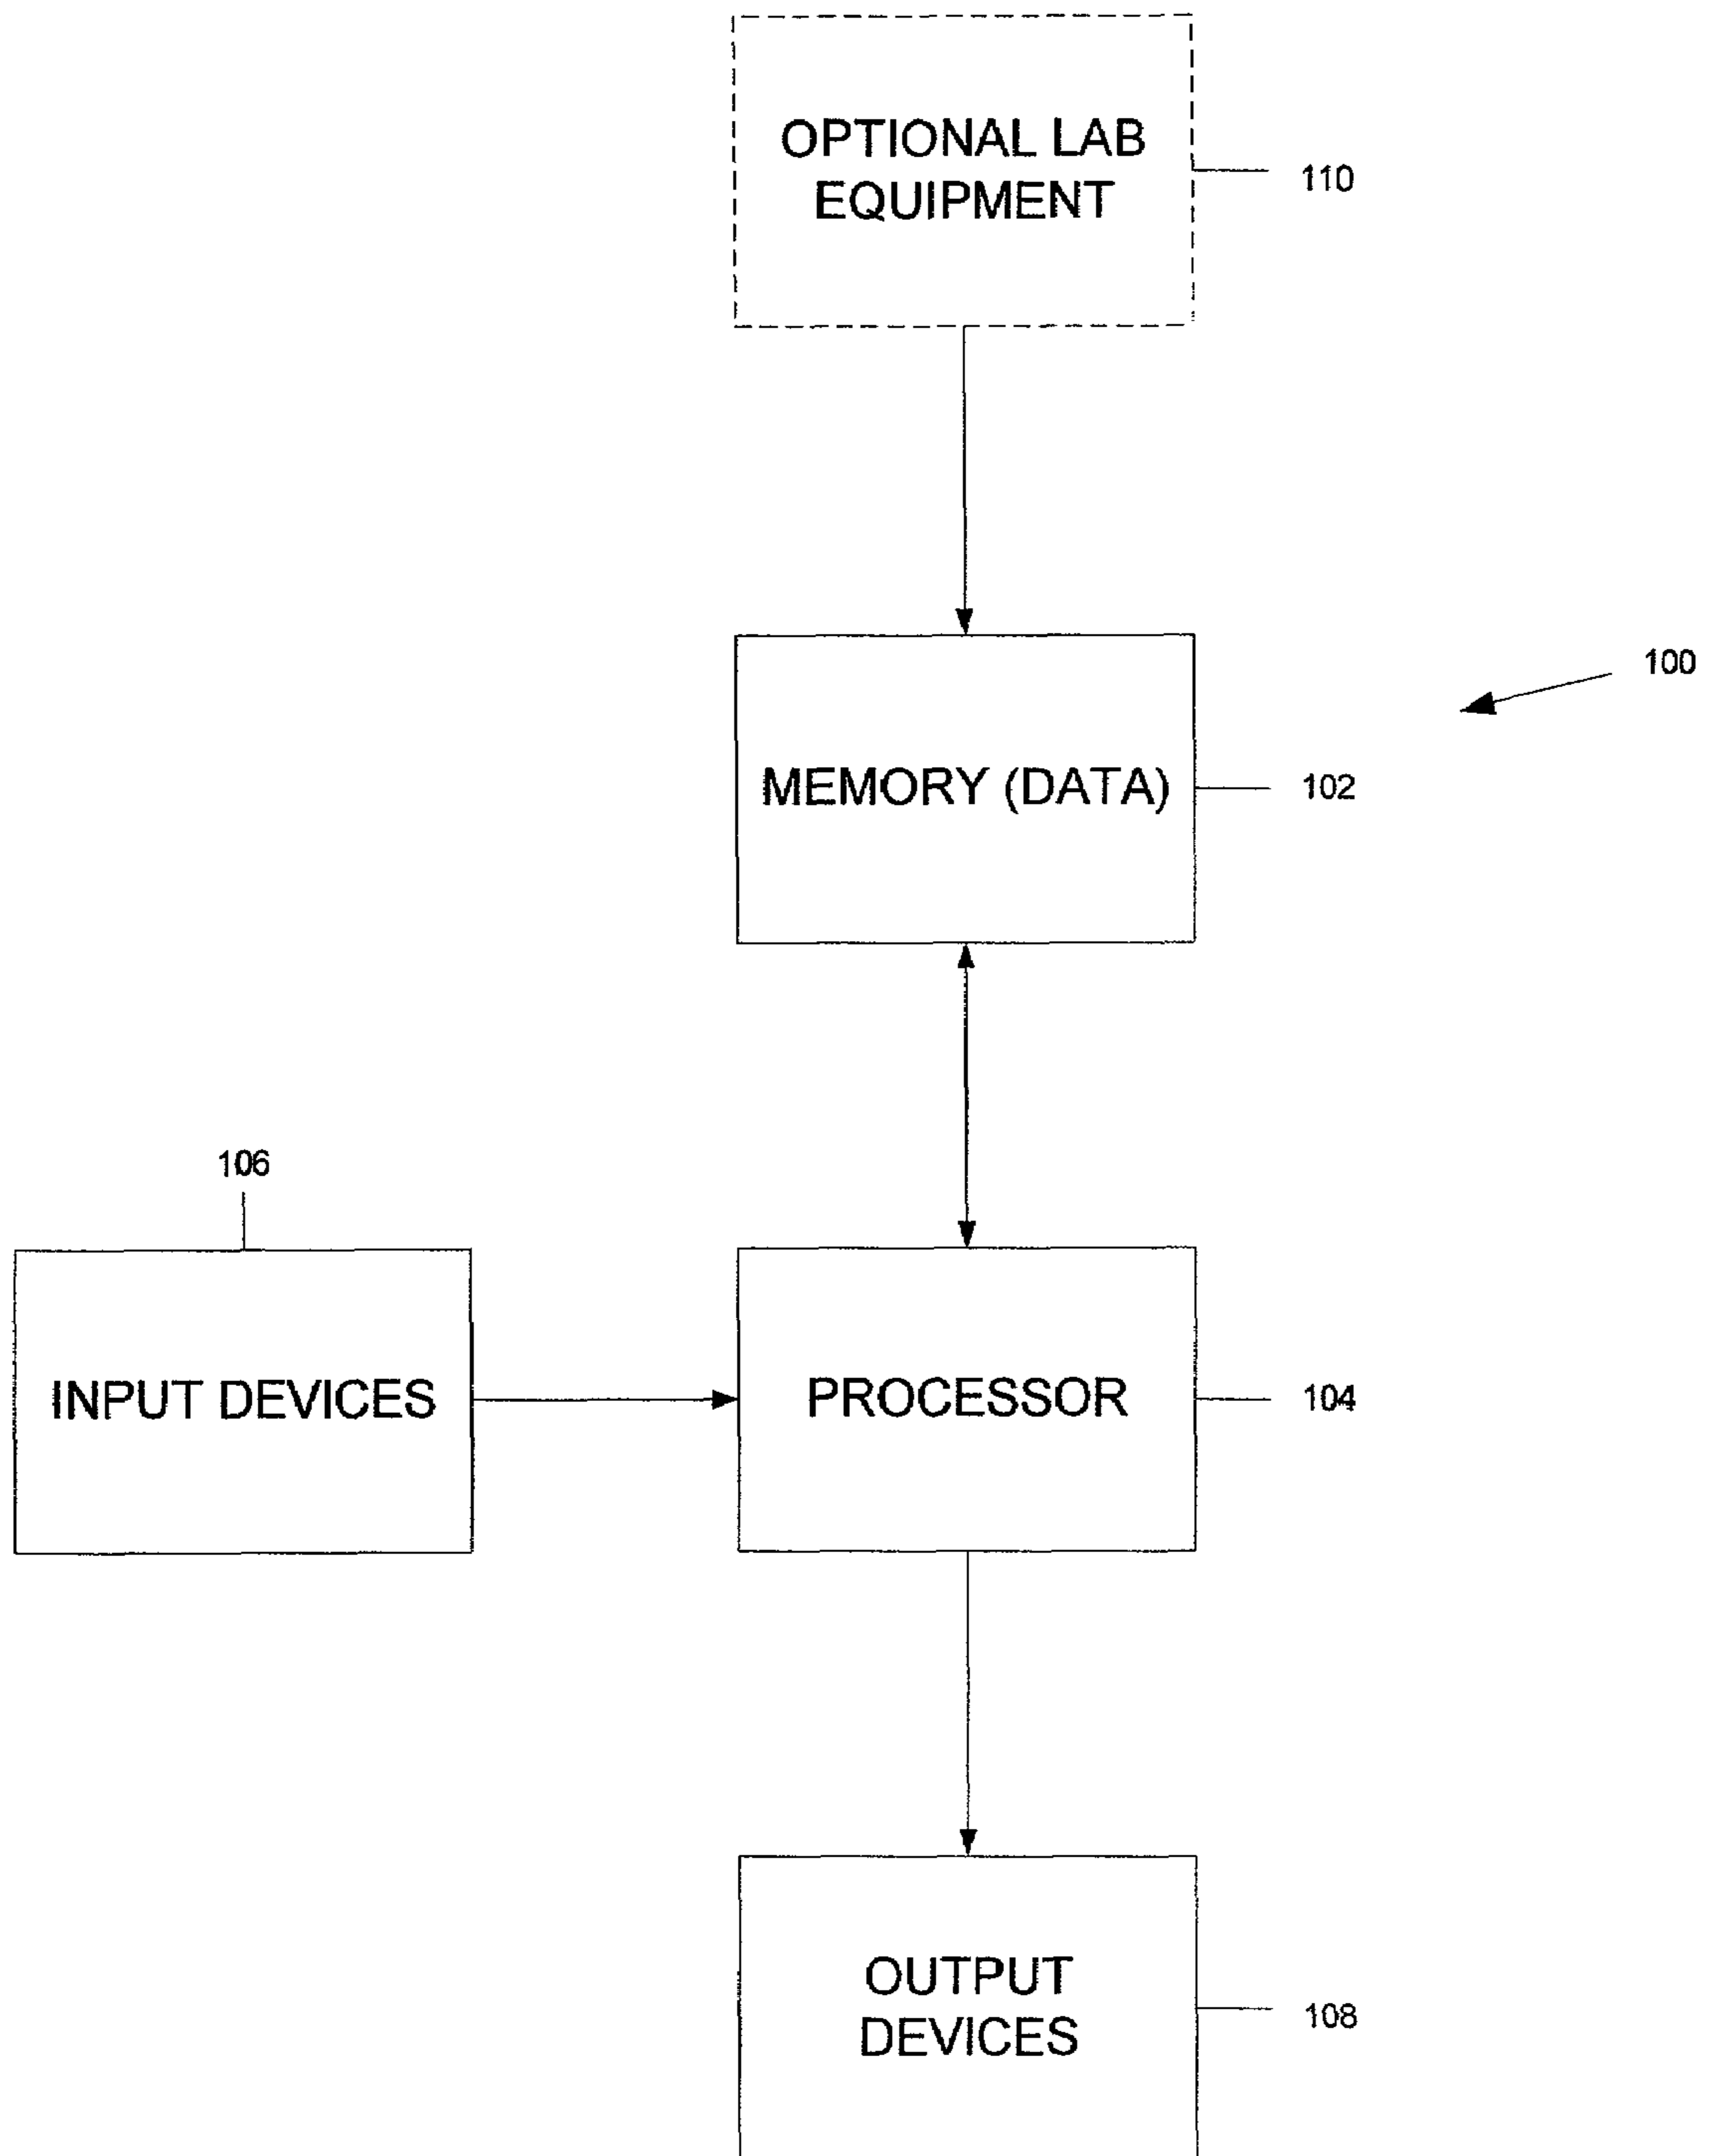 OPTIONAL LAB
EQUIPMENT
110
100
MEMORY (DATA)
102
106
INPUT DEVICES
PROCESSOR
104
OUTPUT
DEVICES
108